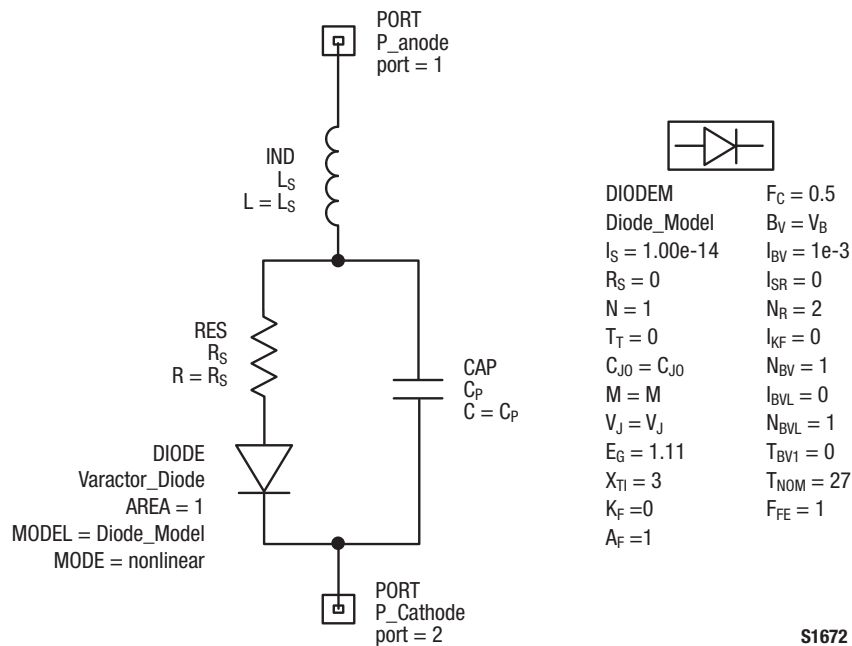 PORT
P_anode
port = 1
IND
LS
L = LS
RES
RS
R = RS
CAP
CP
C = CP
DIODE
Varactor_Diode
AREA = 1
MODEL = Diode_Model
MODE = nonlinear
PORT
P_Cathode
port = 2
DIODEM
Diode_Model
IS = 1.00e-14
RS = 0
N = 1
TT = 0
CJO = CJO
M = M
VJ = VJ
EG = 1.11
XTI = 3
KF =0
AF =1
FC = 0.5
BV = VB
IBV = 1e-3
ISR = 0
NR = 2
IKF = 0
NBV = 1
IBVL = 0
NBVL = 1
TBV1 = 0
TNOM = 27
FFE = 1
S1672